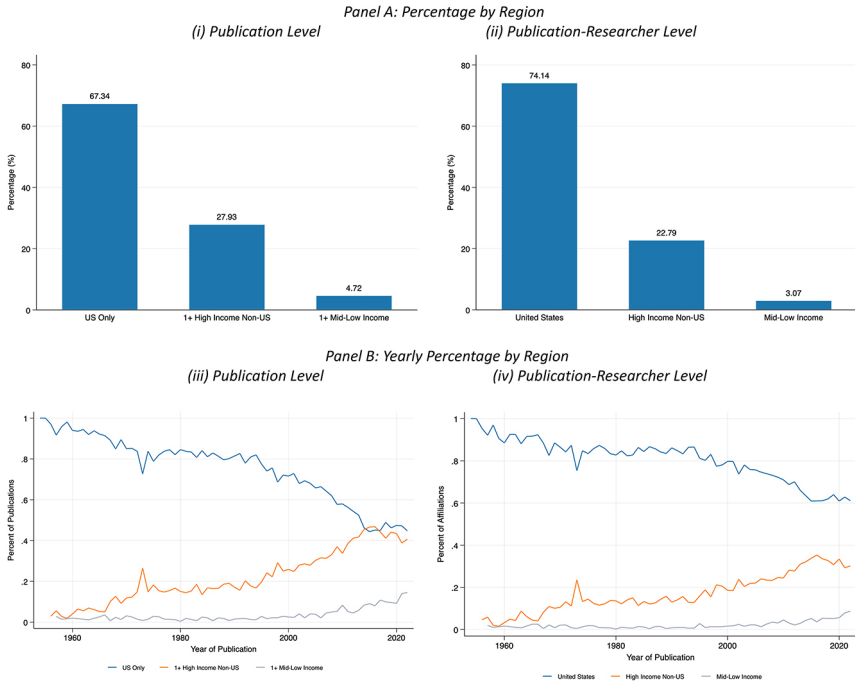 Panel A: Percentage by Region
(i) Publication Level
(ii) Publication-Researcher Level
80
60
40
20
0
Percentage (%)
67.34
27.93
4.72
US Only
1+ High Income Non-US
1+ Mid-Low Income
80
60
40
20
0
Percentage (%)
74.14
22.79
3.07
United States
High Income Non-US
Mid-Low Income
Panel B: Yearly Percentage by Region
(iii) Publication Level
(iv) Publication-Researcher Level
1
.8
.6
.4
.2
0
Percent of Publications
1960
1980
2000
2020
Year of Publication
US Only
1+ High Income Non-US
1+ Mid-Low Income
1
.8
.6
.4
.2
0
Percent of Affiliations
1960
1980
2000
2020
Year of Publication
United States
High Income Non-US
Mid-Low Income